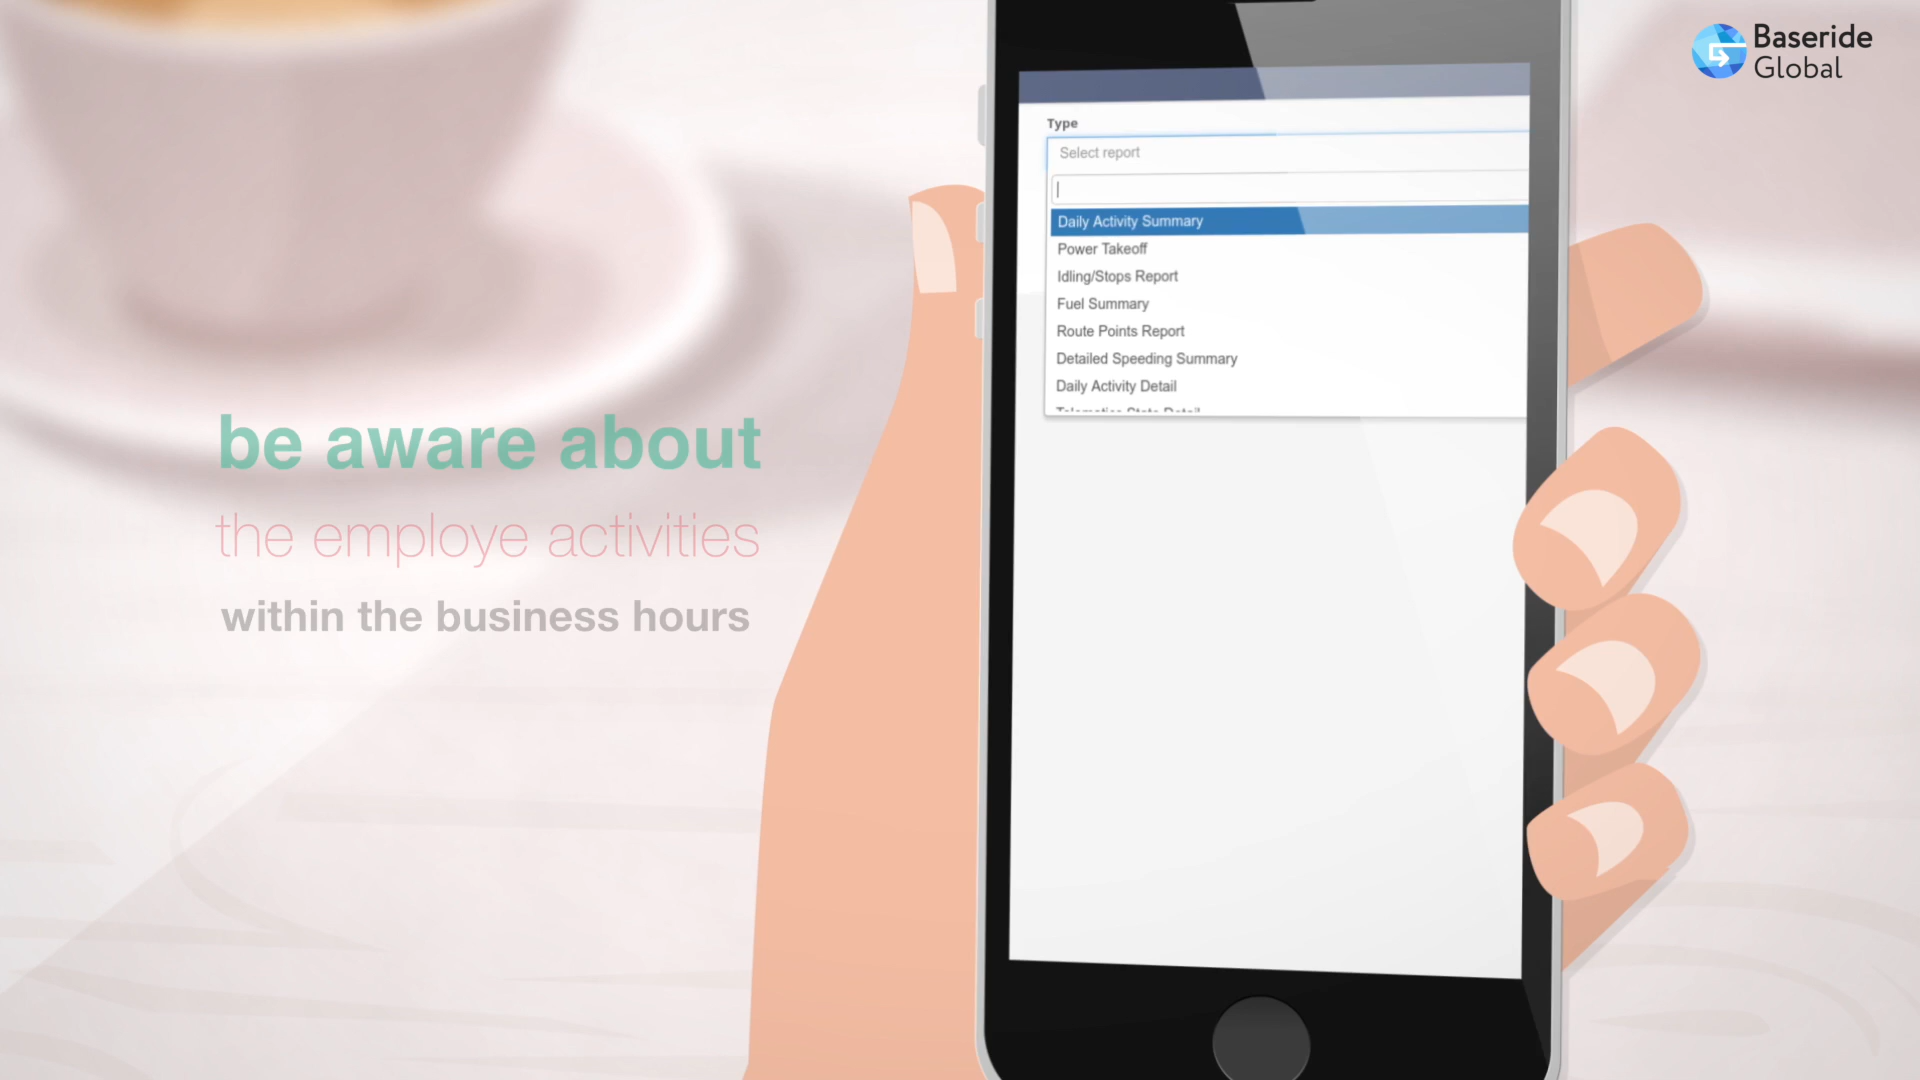 Baseride
Global
Type
Select report
Daily Activity Summary
Power Takeoff
Idling/Stops Report
Fuel Summary
Route Points Report
Detailed Speeding Summary
Daily Activity Detail
be aware about
the employe activities
within the business hours